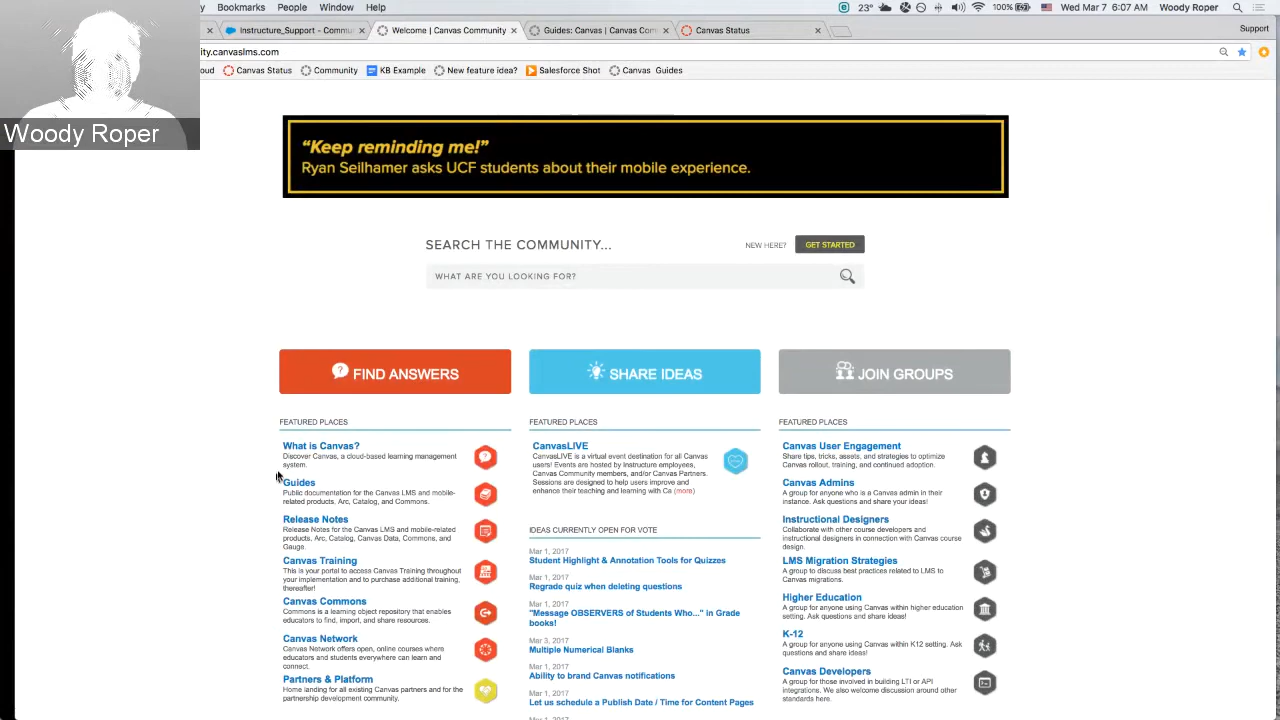 Bookmarks People Window Help 23° 100% Wed Mar 7 6:07 AM Woody Roper
Instructure_Support - Commu Welcome | Canvas Community Guides: Canvas | Canvas Com Canvas Status Support
ity.canvaslms.com
oud Canvas Status Community KB Example New feature idea? Salesforce Shot Canvas Guides
Woody Roper
“Keep reminding me!”
Ryan Seilhamer asks UCF students about their mobile experience.
SEARCH THE COMMUNITY...
NEW HERE? GET STARTED
WHAT ARE YOU LOOKING FOR?
FIND ANSWERS
FEATURED PLACES
What is Canvas?
Discover Canvas, a cloud-based learning management
system.
Guides
Public documentation for the Canvas LMS and mobile-
related products, Arc, Catalog, and Commons.
Release Notes
Release Notes for the Canvas LMS and mobile-related
products, Arc, Catalog, Canvas Data, Commons, and
Gauge.
Canvas Training
This is your portal to access Canvas Training throughout
your implementation and to purchase additional training,
thereafter!
Canvas Commons
Commons is a learning object repository that enables
educators to find, import, and share resources.
Canvas Network
Canvas Network offers open, online courses where
educators and students everywhere can learn and
connect.
Partners & Platform
Home landing for all existing Canvas partners and for the
partnership development community.
SHARE IDEAS
FEATURED PLACES
CanvasLIVE
CanvasLIVE is a virtual event destination for all Canvas
users! Events are hosted by Instructure employees,
Canvas Community members, and/or Canvas Partners.
Sessions are designed to help users improve and
enhance their teaching and learning with Ca (more)
IDEAS CURRENTLY OPEN FOR VOTE
Mar 1, 2017
Student Highlight & Annotation Tools for Quizzes
Mar 1, 2017
Regrade quiz when deleting questions
Mar 1, 2017
"Message OBSERVERS of Students Who..." in Grade
books!
Mar 3, 2017
Multiple Numerical Blanks
Mar 1, 2017
Ability to brand Canvas notifications
Mar 1, 2017
Let us schedule a Publish Date / Time for Content Pages
Mar 1, 2017
JOIN GROUPS
FEATURED PLACES
Canvas User Engagement
Share tips, tricks, assets, and strategies to optimize
Canvas rollout, training, and continued adoption.
Canvas Admins
A group for anyone who is a Canvas admin in their
instance. Ask questions and share your ideas!
Instructional Designers
Collaborate with other course developers and
instructional designers in connection with Canvas course
design.
LMS Migration Strategies
A group to discuss best practices related to LMS to
Canvas migrations.
Higher Education
A group for anyone using Canvas within higher education
setting. Ask questions and share ideas!
K-12
A group for anyone using Canvas within K12 setting. Ask
questions and share ideas!
Canvas Developers
A group for those involved in building LTI or API
integrations. We also welcome discussion around other
standards here.